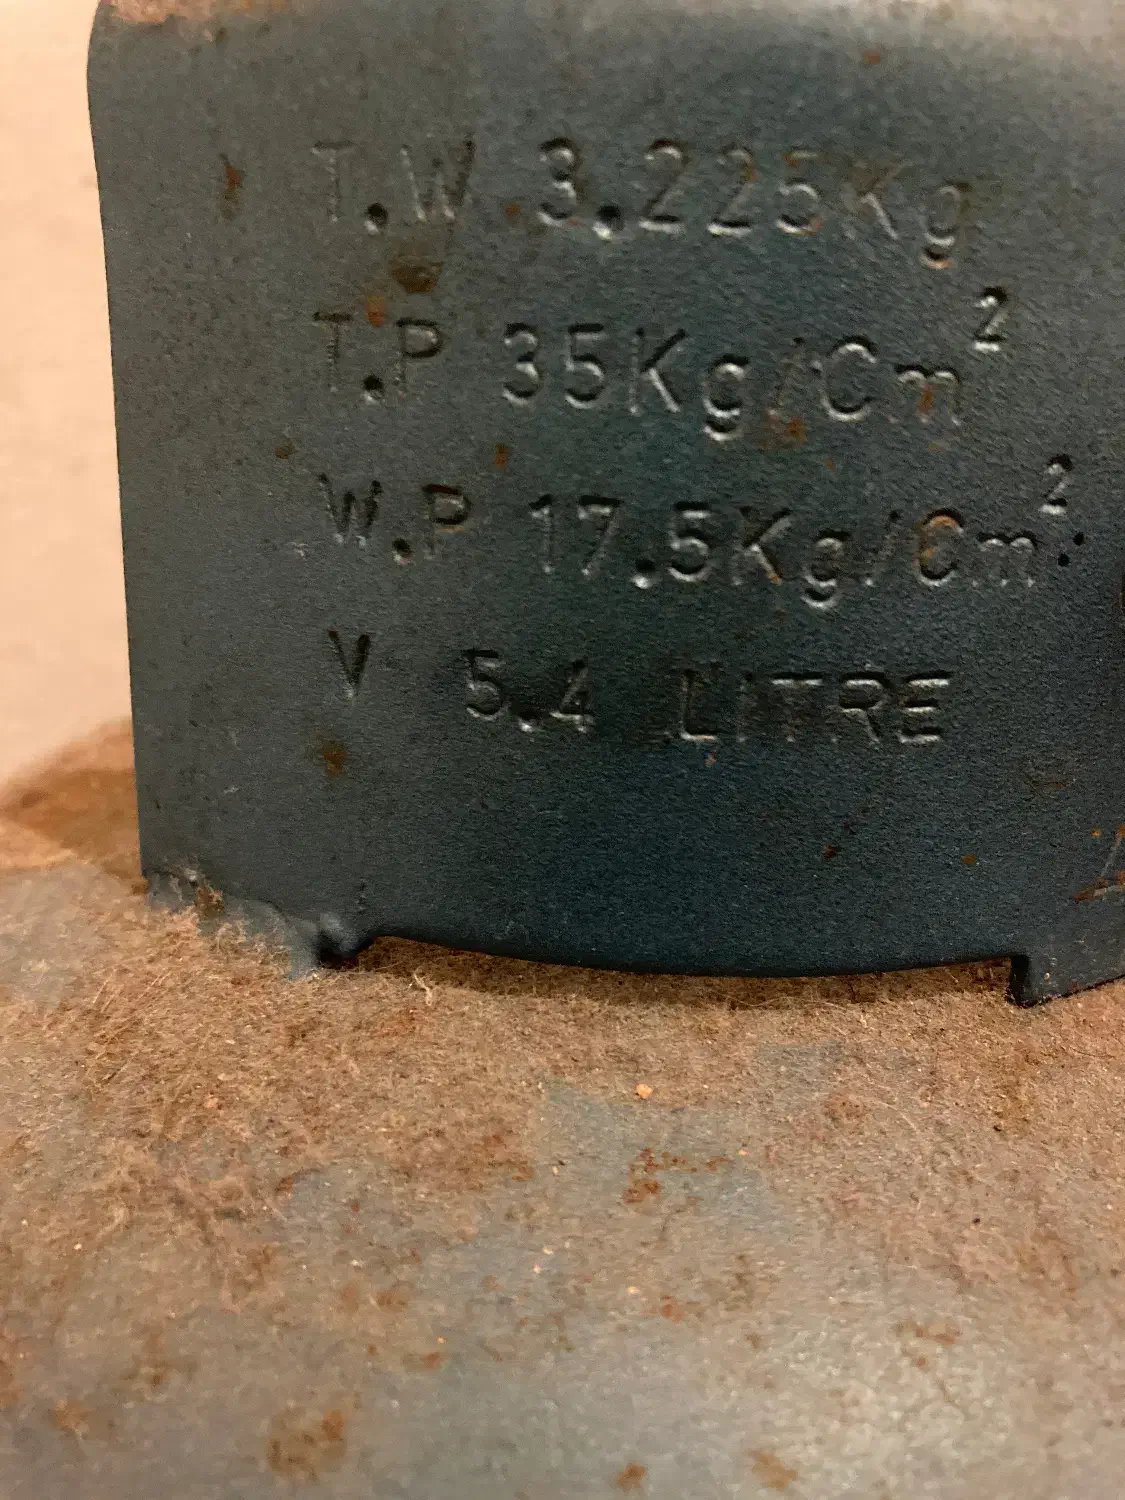 T.W.3.225Kg
T.P 35Kg/Cm²
W.P 17.5Kg/Cm²
V 5.4 LITRE